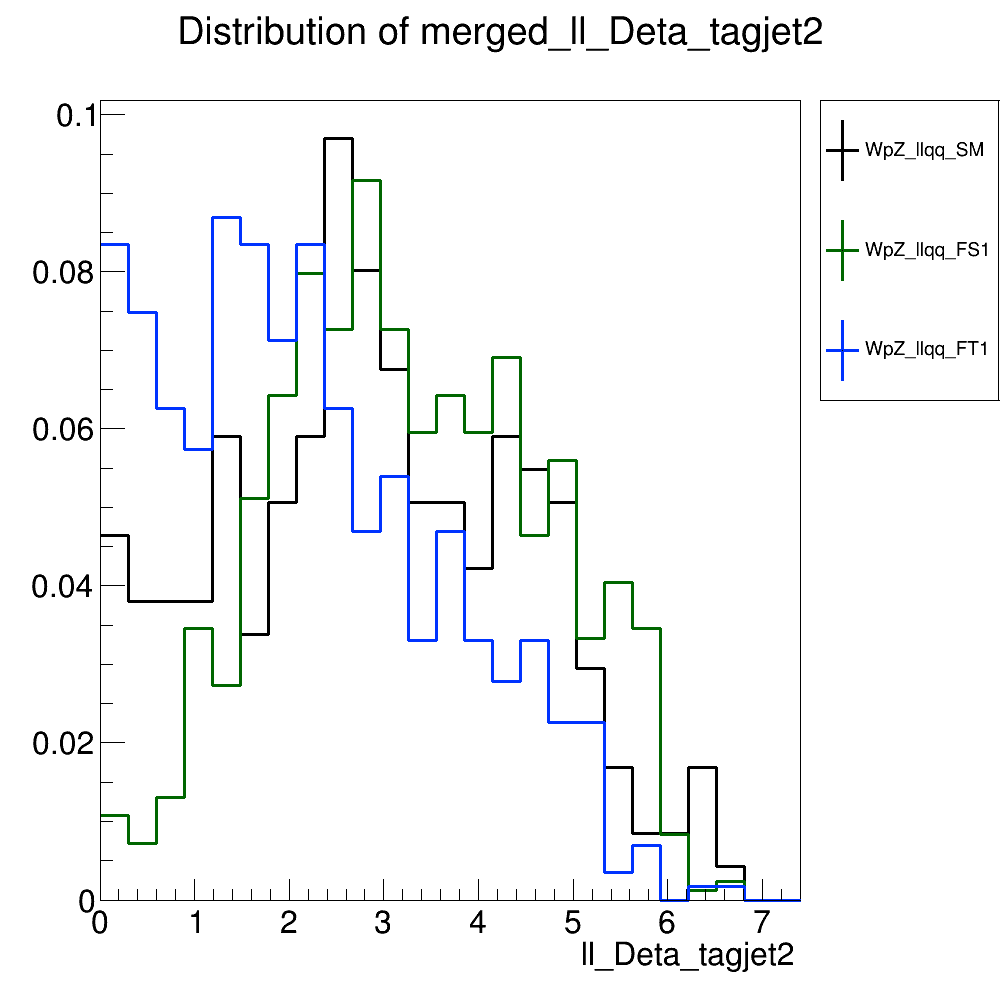 Distribution of merged_ll_Deta_tagjet2
0.1
0.08
0.06
0.04
0.02
0
0 1 2 3 4 5 6 7
ll_Deta_tagjet2
WpZ_llqq_SM
WpZ_llqq_FS1
WpZ_llqq_FT1